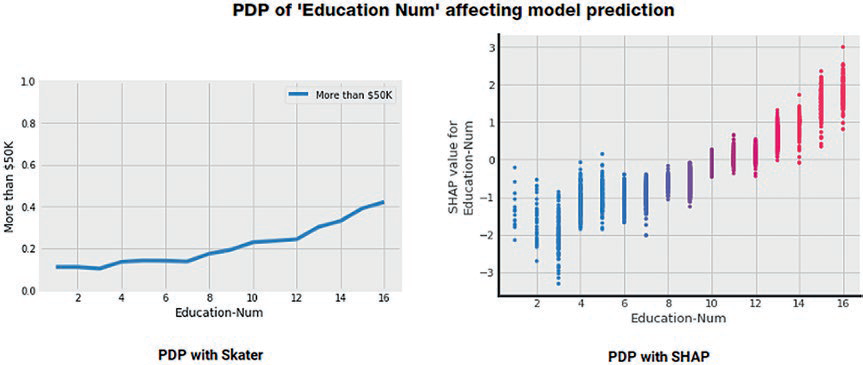 PDP of 'Education Num' affecting model prediction
More than $50K
1.0
0.8
0.6
0.4
0.2
0.0
More than $50K
2 4 6 8 10 12 14 16
Education-Num
PDP with Skater
SHAP value for
Education-Num
3
2
1
0
−1
−2
−3
2 4 6 8 10 12 14 16
Education-Num
PDP with SHAP